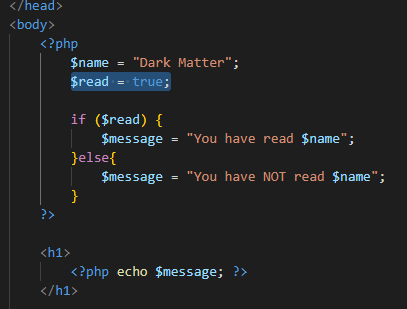 </head>
<body>
<?php
$name = "Dark Matter";
$read = true;
if ($read) {
$message = "You have read $name";
}else{
$message = "You have NOT read $name";
}
?>
<h1>
<?php echo $message; ?>
</h1>